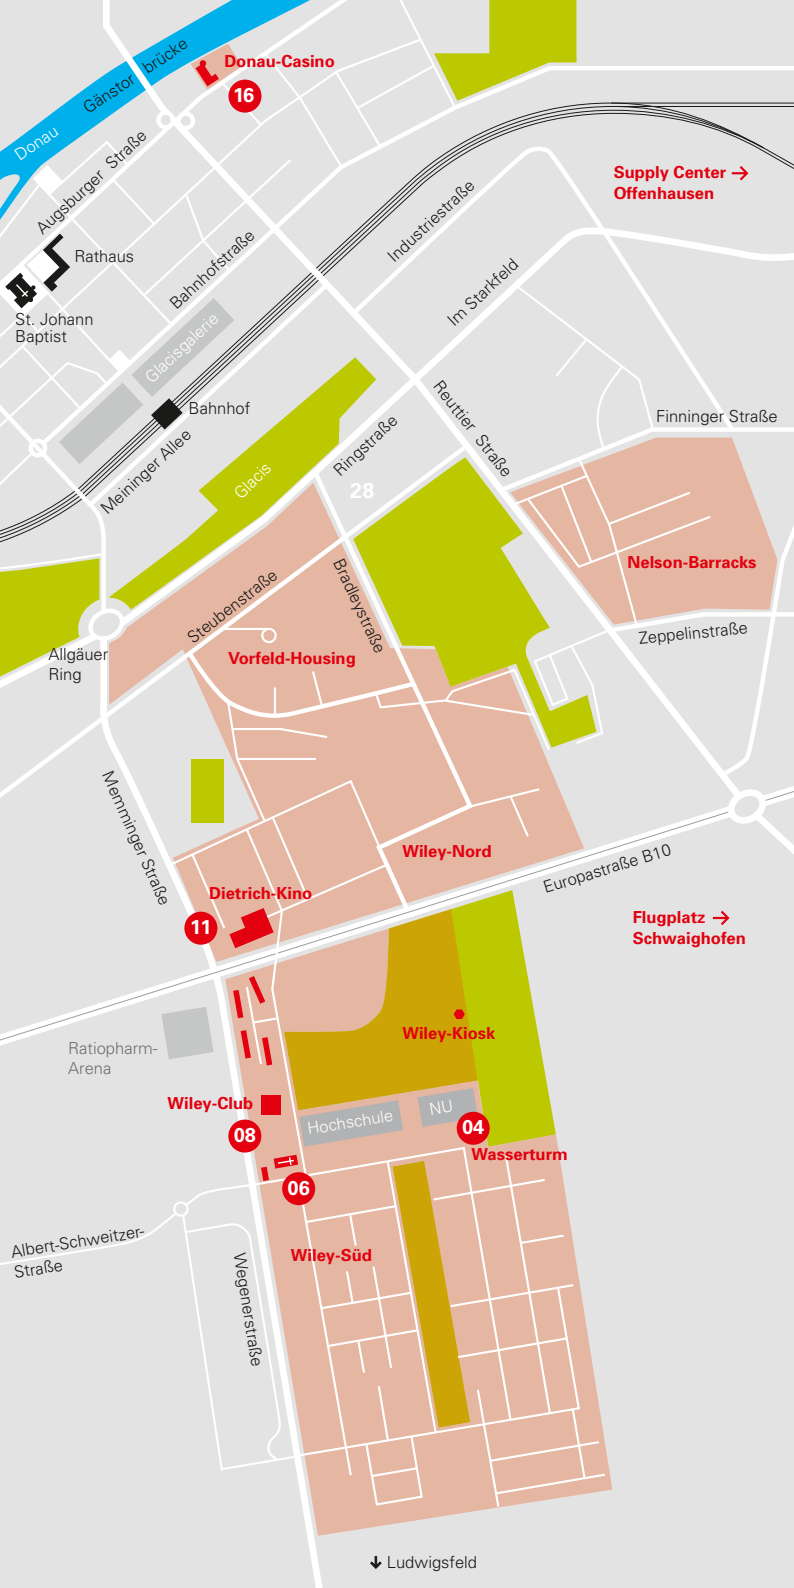 Donau-Casino
16
Gänstorbrücke
Donau
Augsburger Straße
Supply Center →
Offenhausen
Industriestraße
Rathaus
Bahnhofstraße
Im Starkfeld
St. Johann
Baptist
Glacisgalerie
Bahnhof
Reuttier Straße
Finninger Straße
Meininger Allee
Ringstraße
Glacis
28
Nelson-Barracks
Steubenstraße
Bradleystraße
Zeppelinstraße
Allgäuer
Ring
Vorfeld-Housing
Memminger Straße
Wiley-Nord
Europastraße B10
Dietrich-Kino
11
Flugplatz →
Schwaighofen
Wiley-Kiosk
Ratiopharm-
Arena
Wiley-Club
08
Hochschule
NU
04
Wasserturm
06
Albert-Schweitzer-
Straße
Wiley-Süd
Wegenerstraße
↓ Ludwigsfeld